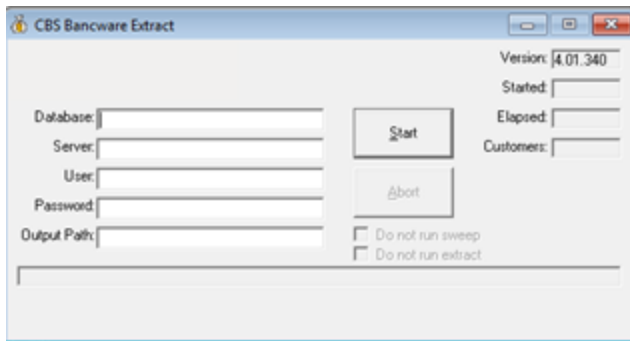 CBS Bancware Extract
Version: 4.01.340
Started:
Database:
Start
Elapsed:
Server:
Customers:
User:
Abort
Password:
Output Path:
Do not run sweep
Do not run extract